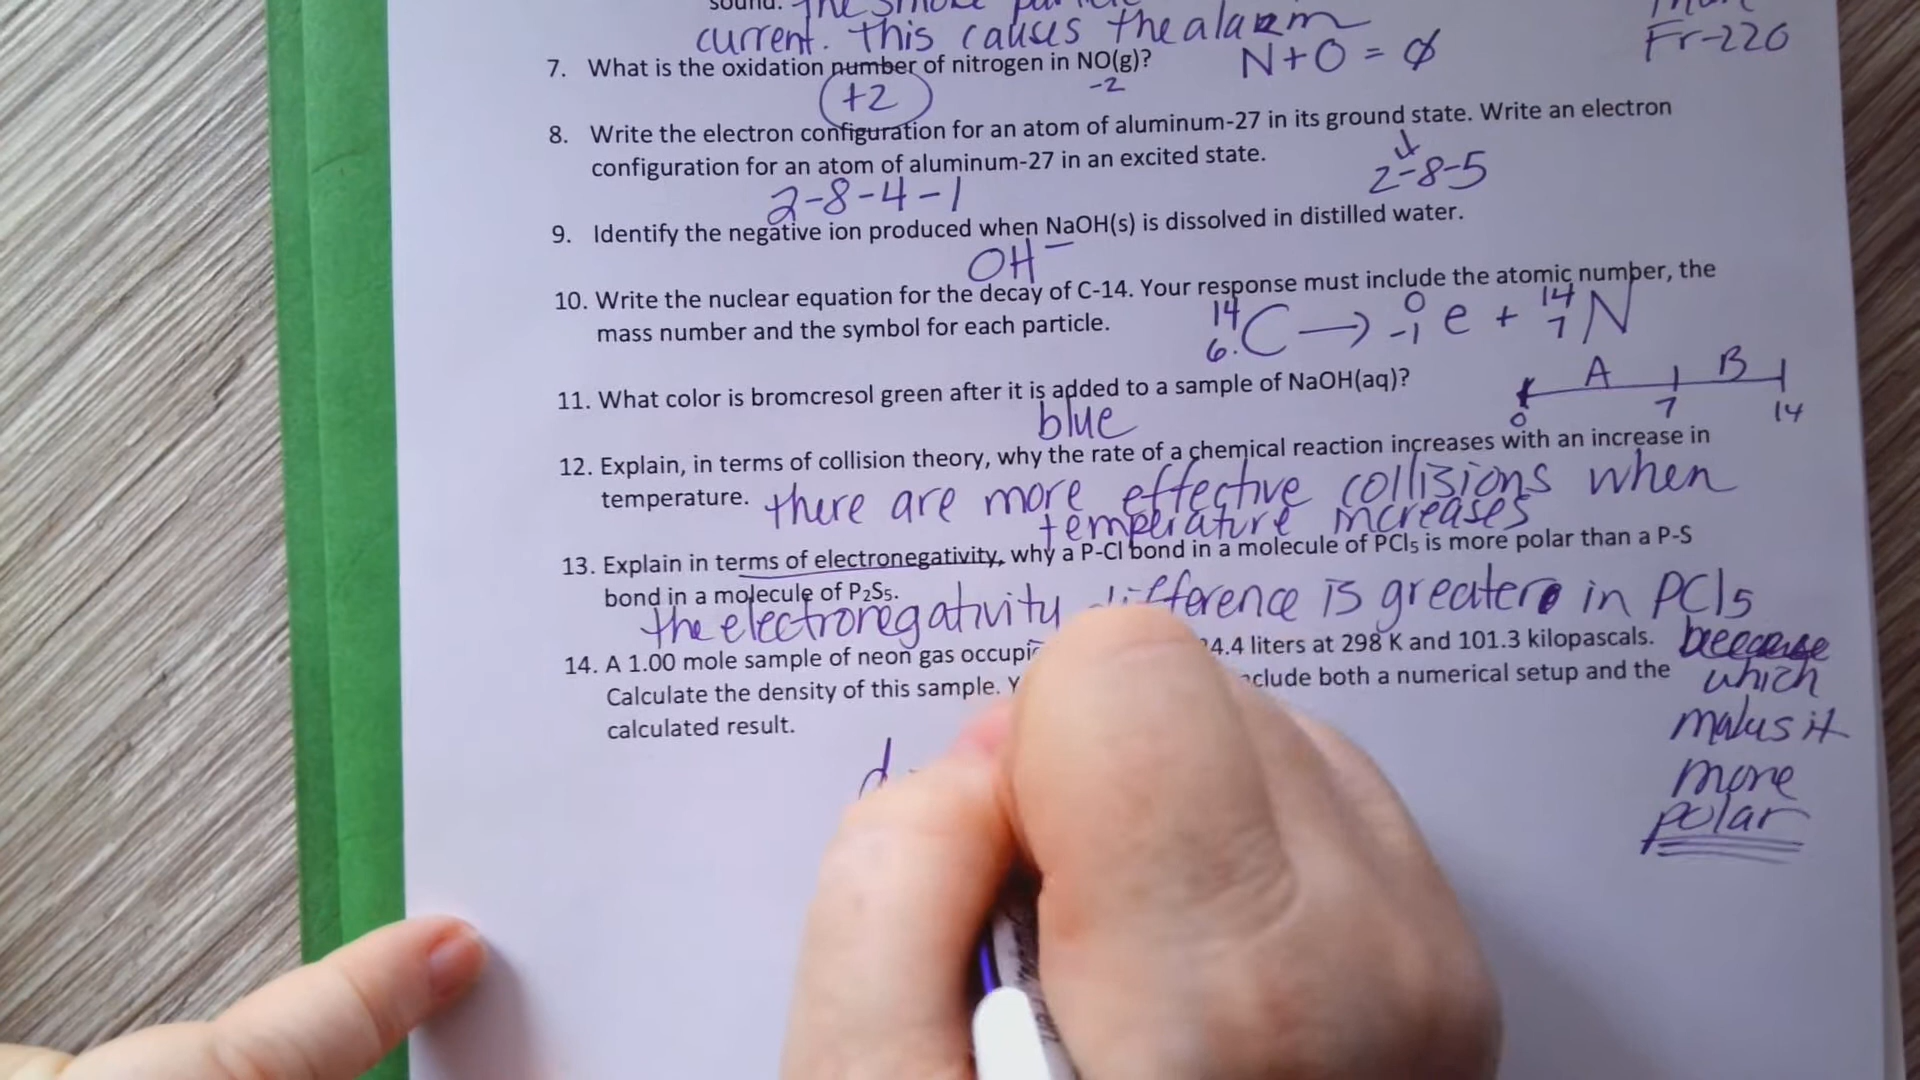 sound. The smoke
current. This causes the alarm
than
Fr-220
7. What is the oxidation number of nitrogen in NO(g)? N+O = ∅
+2
-2
8. Write the electron configuration for an atom of aluminum-27 in its ground state. Write an electron
configuration for an atom of aluminum-27 in an excited state.
2-8-5
2-8-4-1
9. Identify the negative ion produced when NaOH(s) is dissolved in distilled water.
OH⁻
10. Write the nuclear equation for the decay of C-14. Your response must include the atomic number, the
mass number and the symbol for each particle. ¹⁴₆C → ⁰₋₁e + ¹⁴₇N
A B
0 7 14
11. What color is bromcresol green after it is added to a sample of NaOH(aq)?
blue
12. Explain, in terms of collision theory, why the rate of a chemical reaction increases with an increase in
temperature. there are more effective collisions when
temperature increases
13. Explain in terms of electronegativity, why a P-Cl bond in a molecule of PCl₅ is more polar than a P-S
bond in a molecule of P₂S₅.
the electronegativity difference is greater in PCl5
which
makes it
more
polar
14. A 1.00 mole sample of neon gas 4.4 liters at 298 K and 101.3 kilopascals.
Calculate the density of this sample. both a numerical setup and the
calculated result.
d